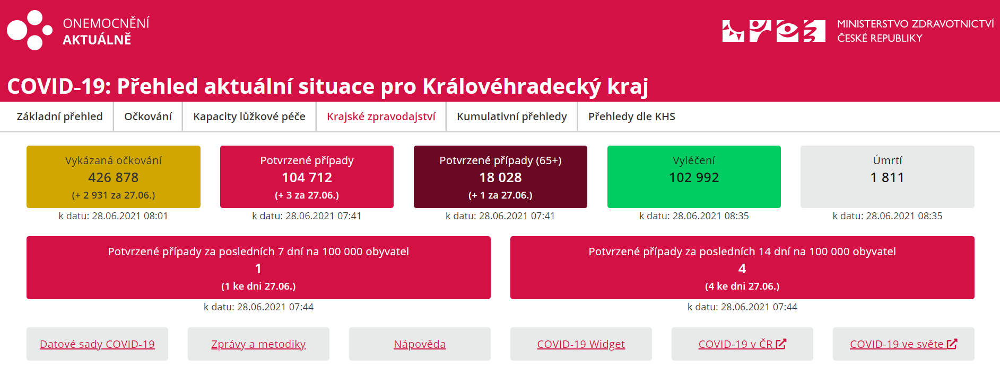 ONEMOCNĚNÍ
AKTUÁLNĚ
MINISTERSTVO ZDRAVOTNICTVÍ
ČESKÉ REPUBLIKY
COVID-19: Přehled aktuální situace pro Královéhradecký kraj
Základní přehled
Očkování
Kapacity lůžkové péče
Krajské zpravodajství
Kumulativní přehledy
Přehledy dle KHS
Vykázaná očkování
426 878
(+ 2 931 za 27.06.)
k datu: 28.06.2021 08:01
Potvrzené případy
104 712
(+ 3 za 27.06.)
k datu: 28.06.2021 07:41
Potvrzené případy (65+)
18 028
(+ 1 za 27.06.)
k datu: 28.06.2021 07:41
Vyléčení
102 992
k datu: 28.06.2021 08:35
Úmrtí
1 811
k datu: 28.06.2021 08:35
Potvrzené případy za posledních 7 dní na 100 000 obyvatel
1
(1 ke dni 27.06.)
k datu: 28.06.2021 07:44
Potvrzené případy za posledních 14 dní na 100 000 obyvatel
4
(4 ke dni 27.06.)
k datu: 28.06.2021 07:44
Datové sady COVID-19
Zprávy a metodiky
Nápověda
COVID-19 Widget
COVID-19 v ČR
COVID-19 ve světe